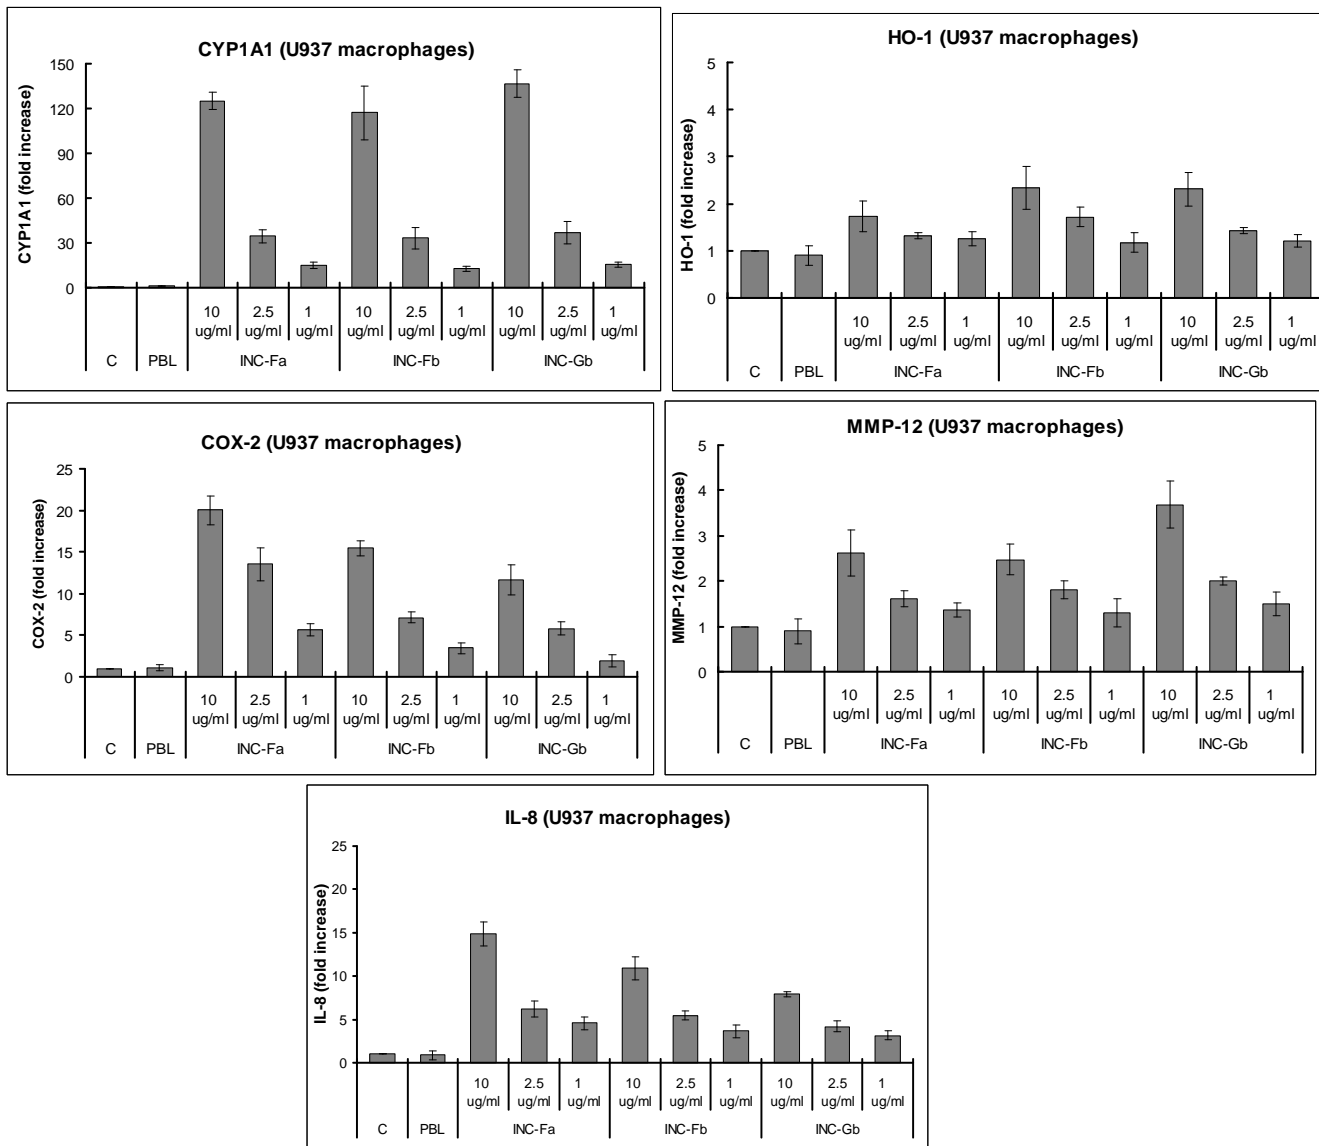 CYP1A1 (U937 macrophages)
CYP1A1 (fold increase)
150
120
90
60
30
0
10 2.5 1 10 2.5 1 10 2.5 1
ug/ml ug/ml ug/ml ug/ml ug/ml ug/ml ug/ml ug/ml ug/ml
C PBL INC-Fa INC-Fb INC-Gb
HO-1 (U937 macrophages)
HO-1 (fold increase)
5
4
3
2
1
0
10 2.5 1 10 2.5 1 10 2.5 1
ug/ml ug/ml ug/ml ug/ml ug/ml ug/ml ug/ml ug/ml ug/ml
C PBL INC-Fa INC-Fb INC-Gb
COX-2 (U937 macrophages)
COX-2 (fold increase)
25
20
15
10
5
0
10 2.5 1 10 2.5 1 10 2.5 1
ug/ml ug/ml ug/ml ug/ml ug/ml ug/ml ug/ml ug/ml ug/ml
C PBL INC-Fa INC-Fb INC-Gb
MMP-12 (U937 macrophages)
MMP-12 (fold increase)
5
4
3
2
1
0
10 2.5 1 10 2.5 1 10 2.5 1
ug/ml ug/ml ug/ml ug/ml ug/ml ug/ml ug/ml ug/ml ug/ml
C PBL INC-Fa INC-Fb INC-Gb
IL-8 (U937 macrophages)
IL-8 (fold increase)
25
20
15
10
5
0
10 2.5 1 10 2.5 1 10 2.5 1
ug/ml ug/ml ug/ml ug/ml ug/ml ug/ml ug/ml ug/ml ug/ml
C PBL INC-Fa INC-Fb INC-Gb